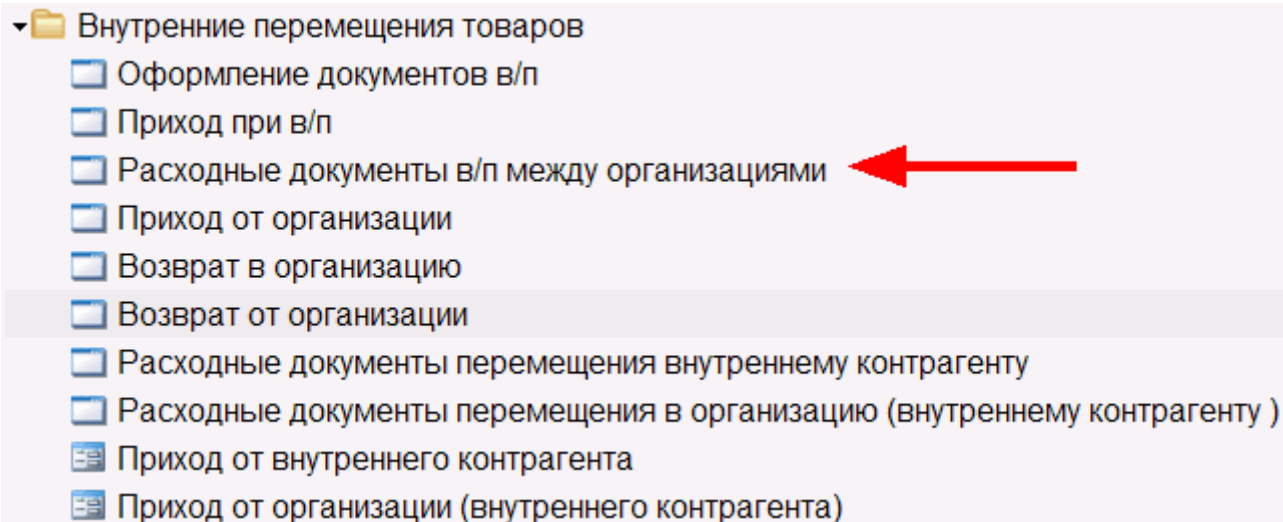 Внутренние перемещения товаров
Оформление документов в/п
Приход при в/п
Расходные документы в/п между организациями
Приход от организации
Возврат в организацию
Возврат от организации
Расходные документы перемещения внутреннему контрагенту
Расходные документы перемещения в организацию (внутреннему контрагенту )
Приход от внутреннего контрагента
Приход от организации (внутреннего контрагента)